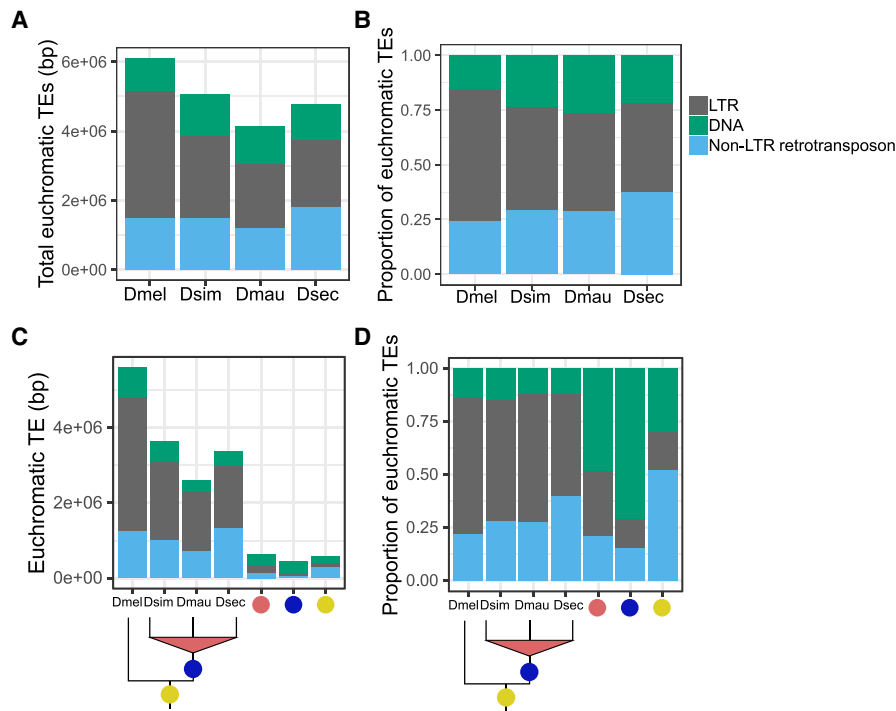 A
Total euchromatic TEs (bp)
6e+06
4e+06
2e+06
0e+00
Dmel Dsim Dmau Dsec
B
Proportion of euchromatic TEs
1.00
0.75
0.50
0.25
0.00
Dmel Dsim Dmau Dsec
LTR
DNA
Non-LTR retrotransposon
C
Euchromatic TE (bp)
4e+06
2e+06
0e+00
Dmel Dsim Dmau Dsec
D
Proportion of euchromatic TEs
1.00
0.75
0.50
0.25
0.00
Dmel Dsim Dmau Dsec